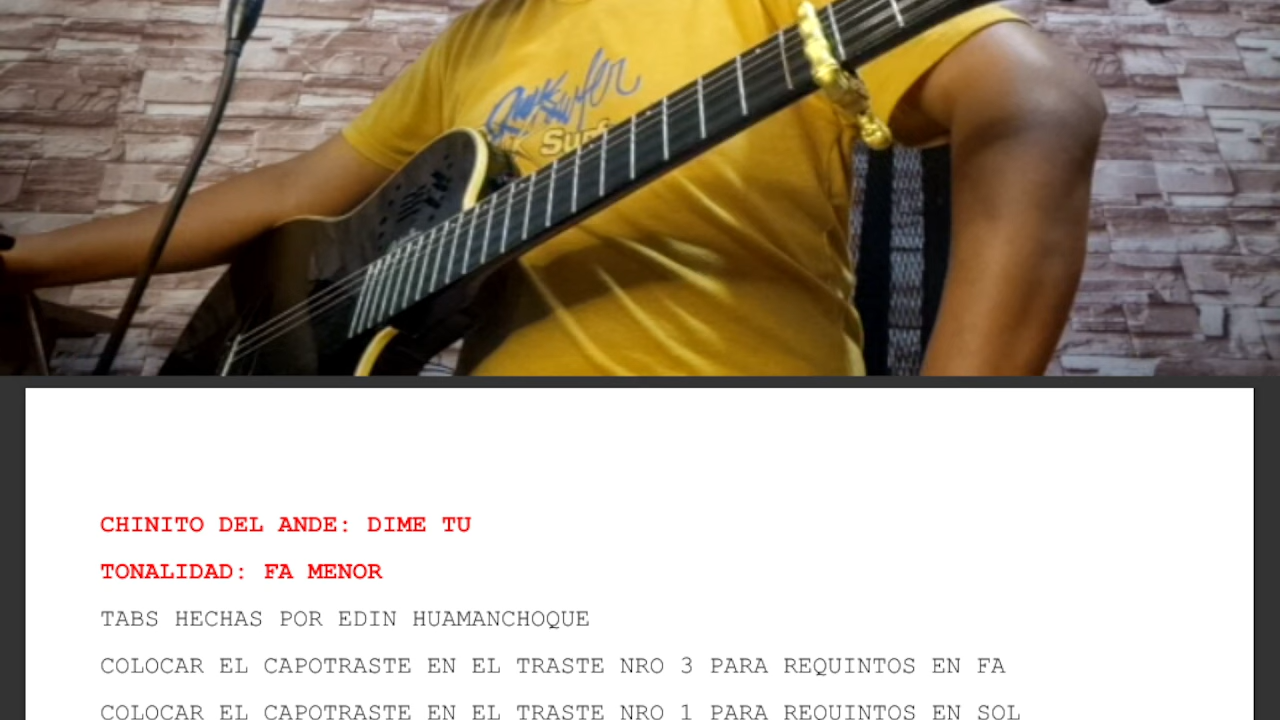 Surf
CHINITO DEL ANDE: DIME TU
TONALIDAD: FA MENOR
TABS HECHAS POR EDIN HUAMANCHOQUE
COLOCAR EL CAPOTRASTE EN EL TRASTE NRO 3 PARA REQUINTOS EN FA
COLOCAR EL CAPOTRASTE EN EL TRASTE NRO 1 PARA REQUINTOS EN SOL